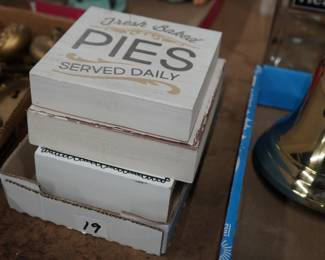 Fresh Baked
PIES
SERVED DAILY
19